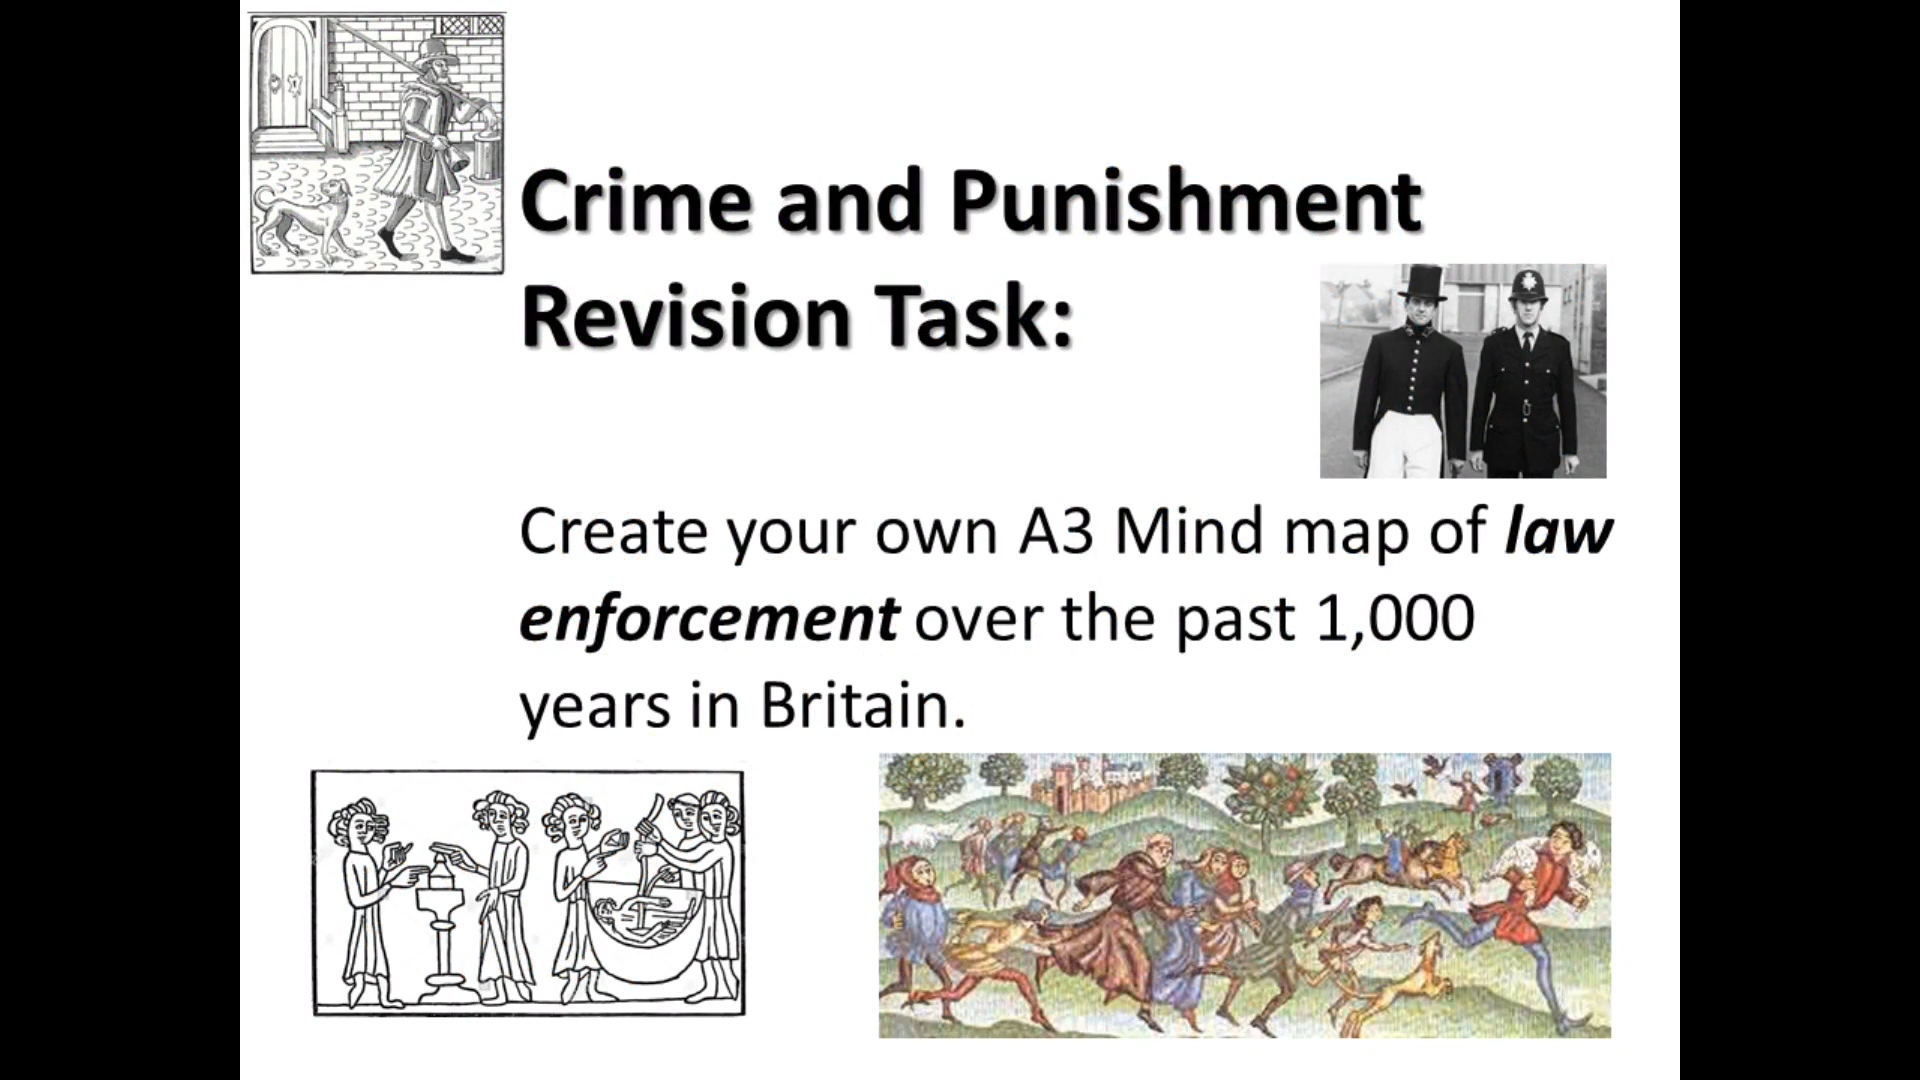 Crime and Punishment
Revision Task:
Create your own A3 Mind map of law
enforcement over the past 1,000
years in Britain.